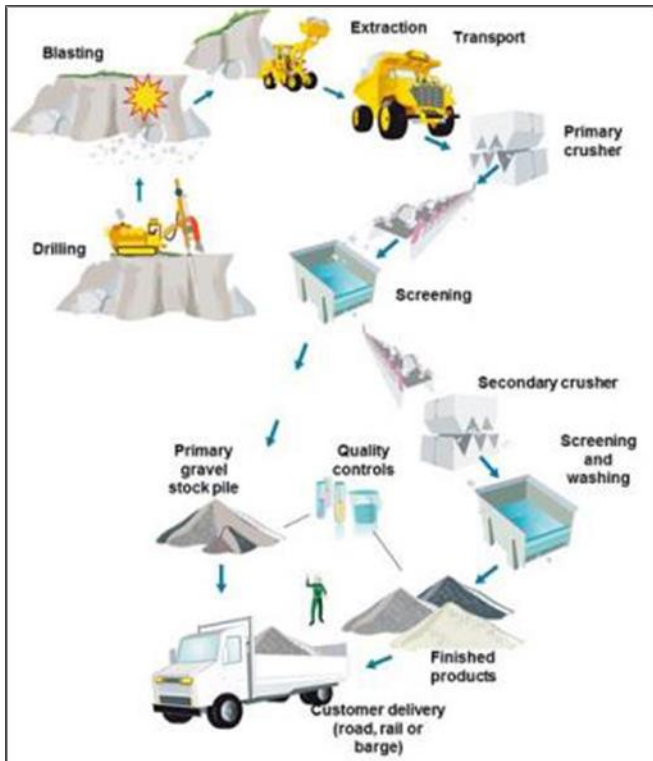 Blasting
Extraction
Transport
Primary
crusher
Drilling
Screening
Secondary crusher
Primary
gravel
stock pile
Quality
controls
Screening
and
washing
Finished
products
Customer delivery
(road, rail or
barge)